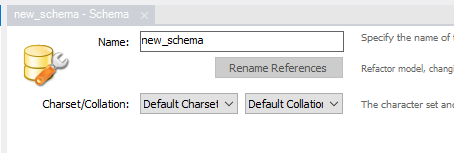 new_schema - Schema
Name: new_schema Specify the name of
Rename References Refactor model, changi
Charset/Collation: Default Charset Default Collation The character set and